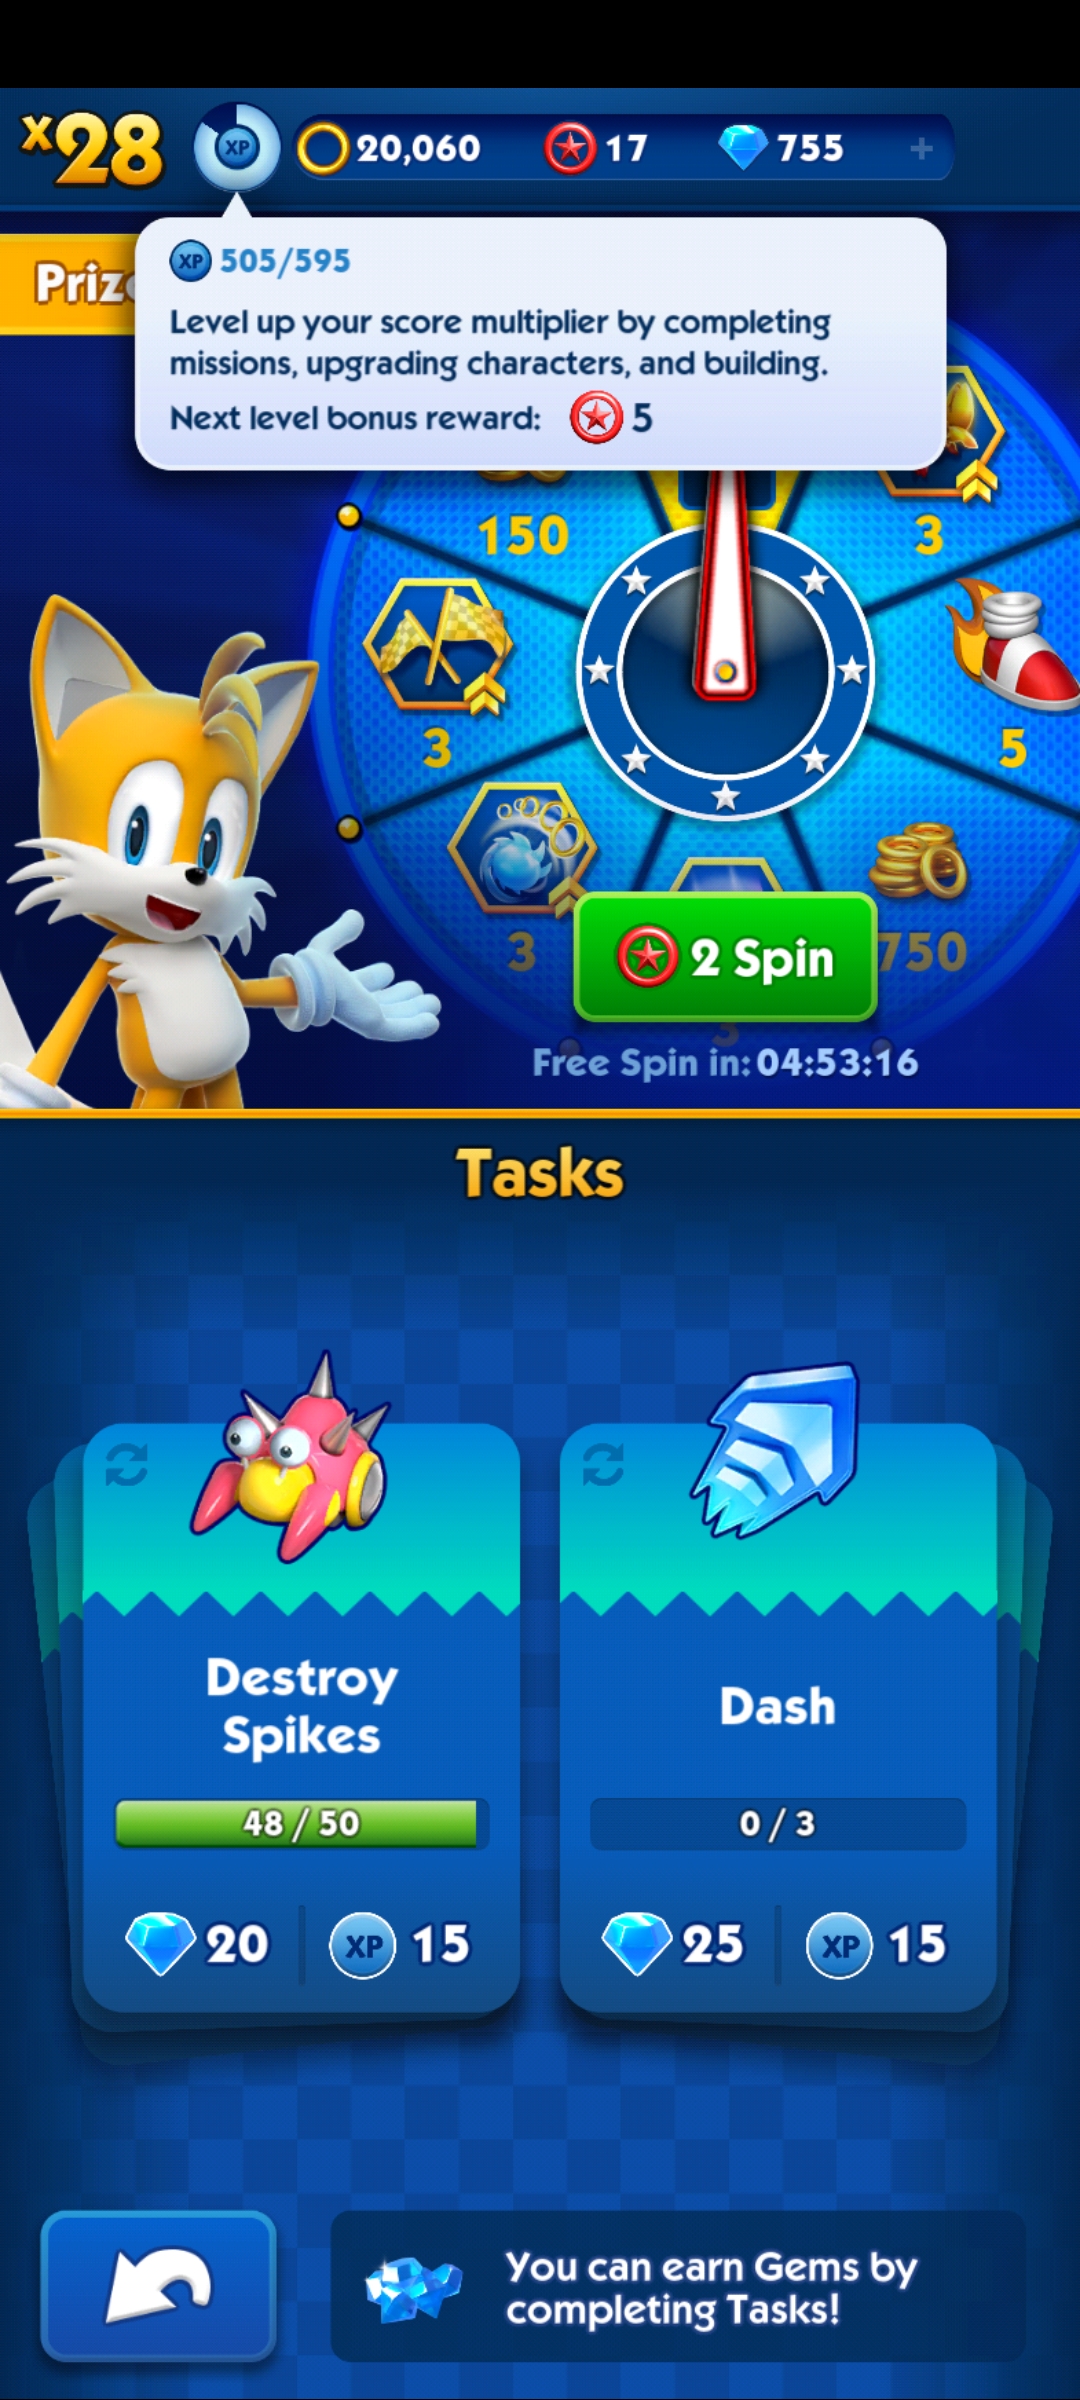 x28
XP
20,060
17
755
+
XP 505/595
Level up your score multiplier by completing
missions, upgrading characters, and building.
Next level bonus reward: 5
150
3
3
5
3
750
3
2 Spin
Free Spin in: 04:53:16
Tasks
Destroy
Spikes
48 / 50
20
XP 15
Dash
0 / 3
25
XP 15
You can earn Gems by
completing Tasks!